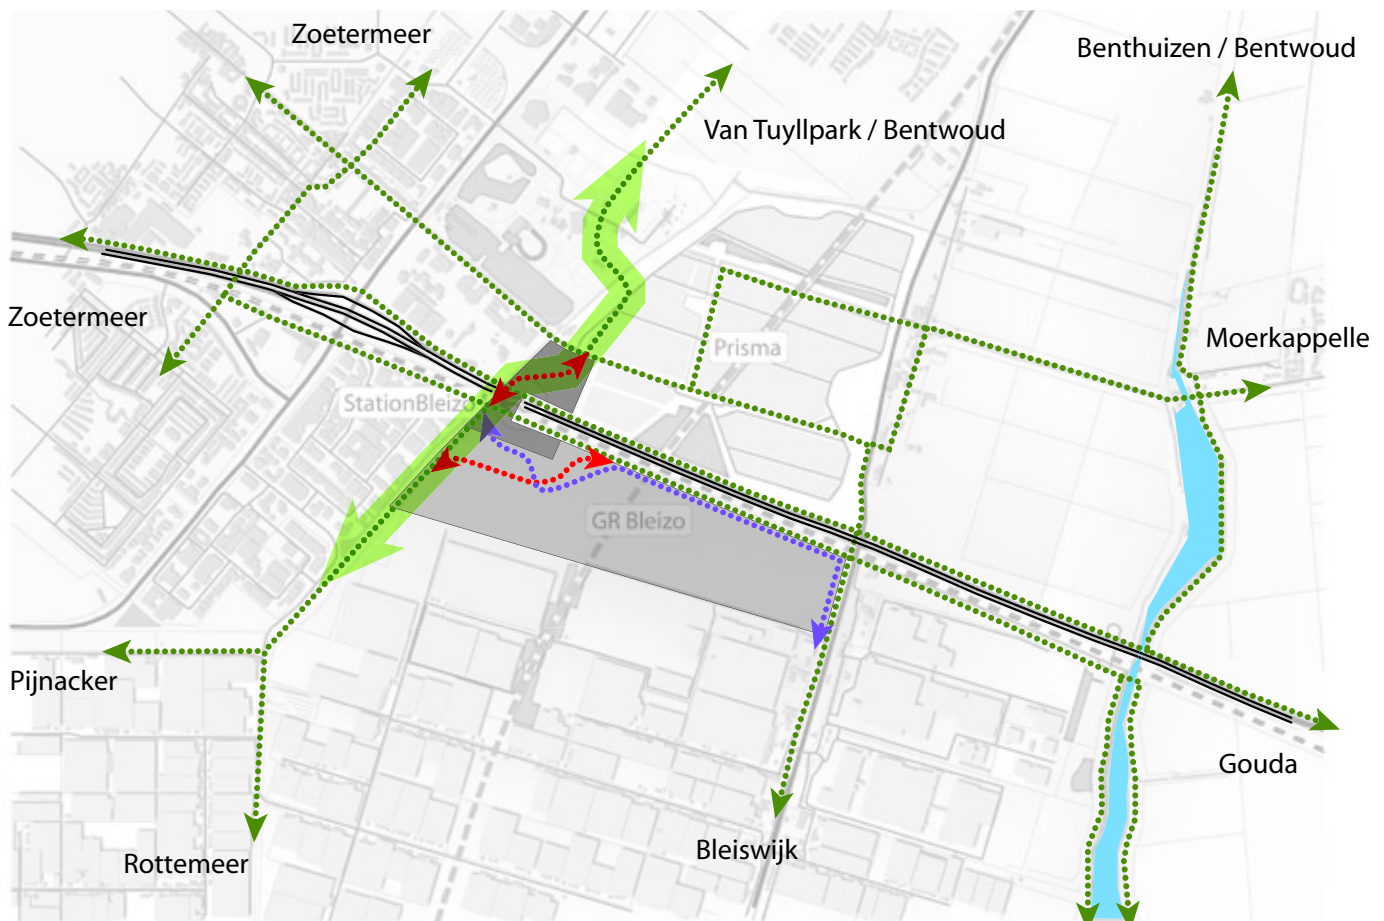 Zoetermeer
Benthuizen / Bentwoud
Van Tuyllpark / Bentwoud
Zoetermeer
Moerkappelle
Prisma
StationBleizo
GR Bleizo
Pijnacker
Gouda
Bleiswijk
Rottemeer